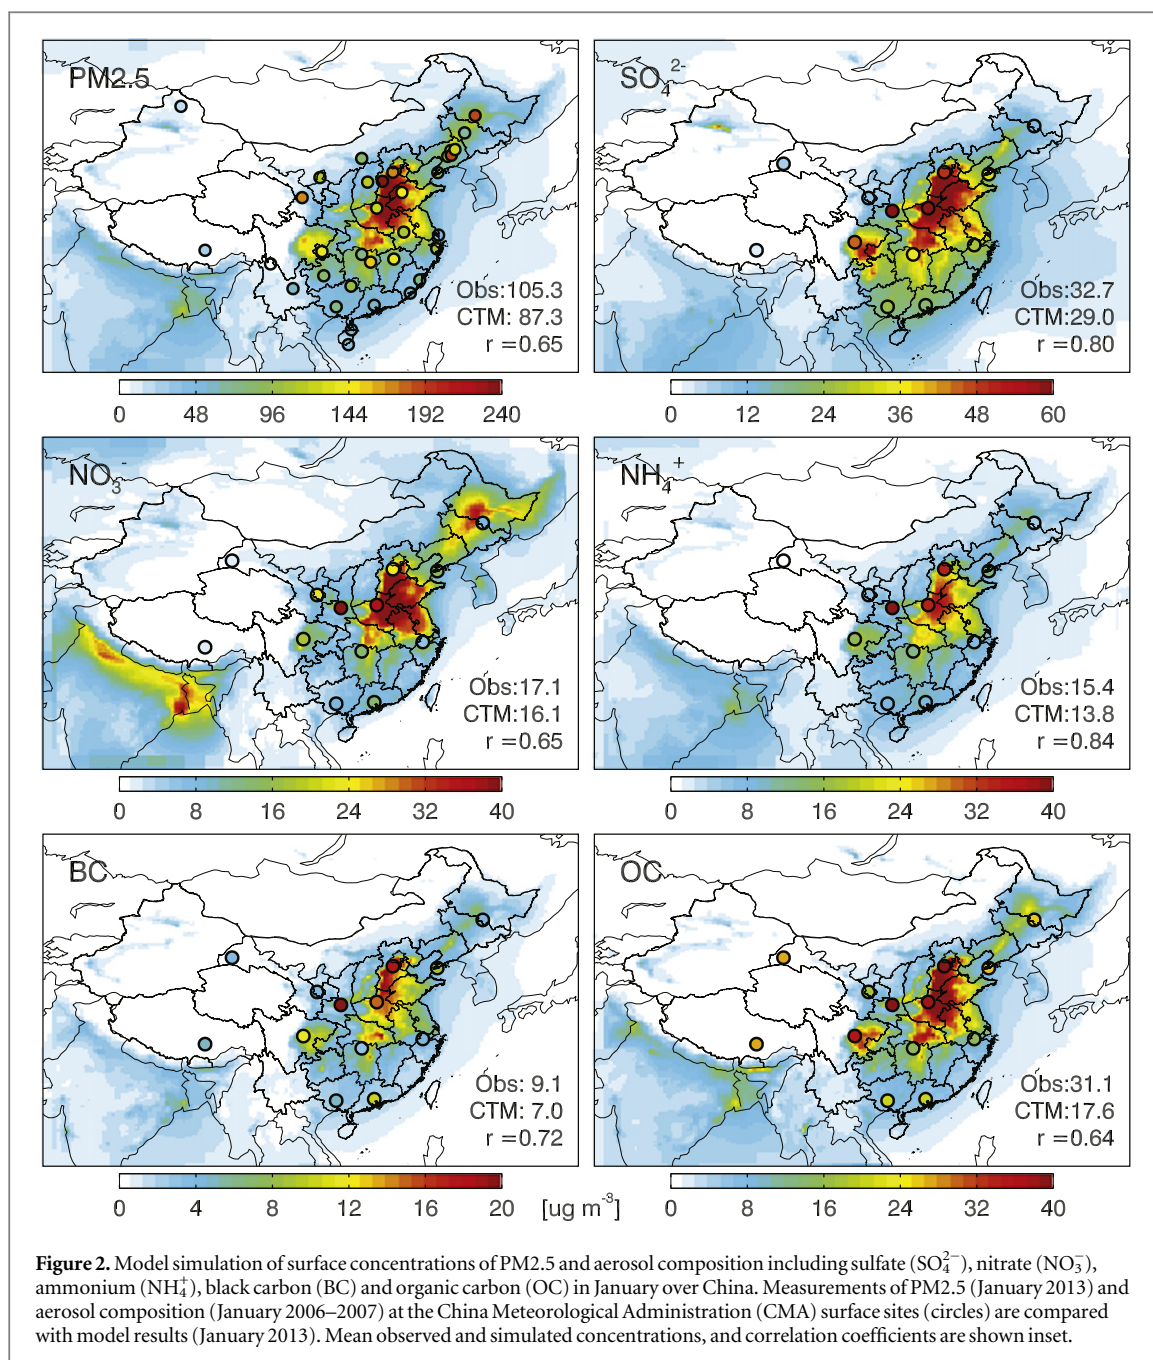 PM2.5
Obs:105.3
CTM: 87.3
r =0.65
0 48 96 144 192 240
SO₄²⁻
Obs:32.7
CTM:29.0
r =0.80
0 12 24 36 48 60
NO₃⁻
Obs:17.1
CTM:16.1
r =0.65
0 8 16 24 32 40
NH₄⁺
Obs:15.4
CTM:13.8
r =0.84
0 8 16 24 32 40
BC
Obs: 9.1
CTM: 7.0
r =0.72
0 4 8 12 16 20
[ug m⁻³]
OC
Obs:31.1
CTM:17.6
r =0.64
0 8 16 24 32 40
Figure 2. Model simulation of surface concentrations of PM2.5 and aerosol composition including sulfate (SO₄²⁻), nitrate (NO₃⁻),
ammonium (NH₄⁺), black carbon (BC) and organic carbon (OC) in January over China. Measurements of PM2.5 (January 2013) and
aerosol composition (January 2006–2007) at the China Meteorological Administration (CMA) surface sites (circles) are compared
with model results (January 2013). Mean observed and simulated concentrations, and correlation coefficients are shown inset.